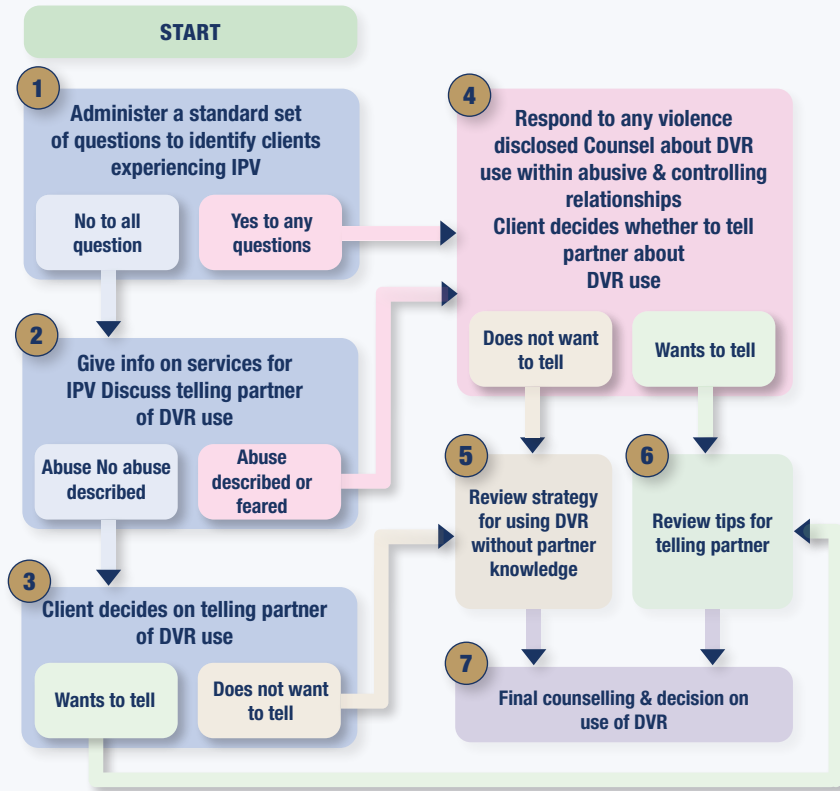 START
1
Administer a standard set
of questions to identify clients
experiencing IPV
No to all
question
Yes to any
questions
2
Give info on services for
IPV Discuss telling partner
of DVR use
Abuse No abuse
described
Abuse
described or
feared
3
Client decides on telling partner
of DVR use
Wants to tell
Does not want
to tell
4
Respond to any violence
disclosed Counsel about DVR
use within abusive & controlling
relationships
Client decides whether to tell
partner about
DVR use
Does not want
to tell
Wants to tell
5
Review strategy
for using DVR
without partner
knowledge
6
Review tips for
telling partner
7
Final counselling & decision on
use of DVR